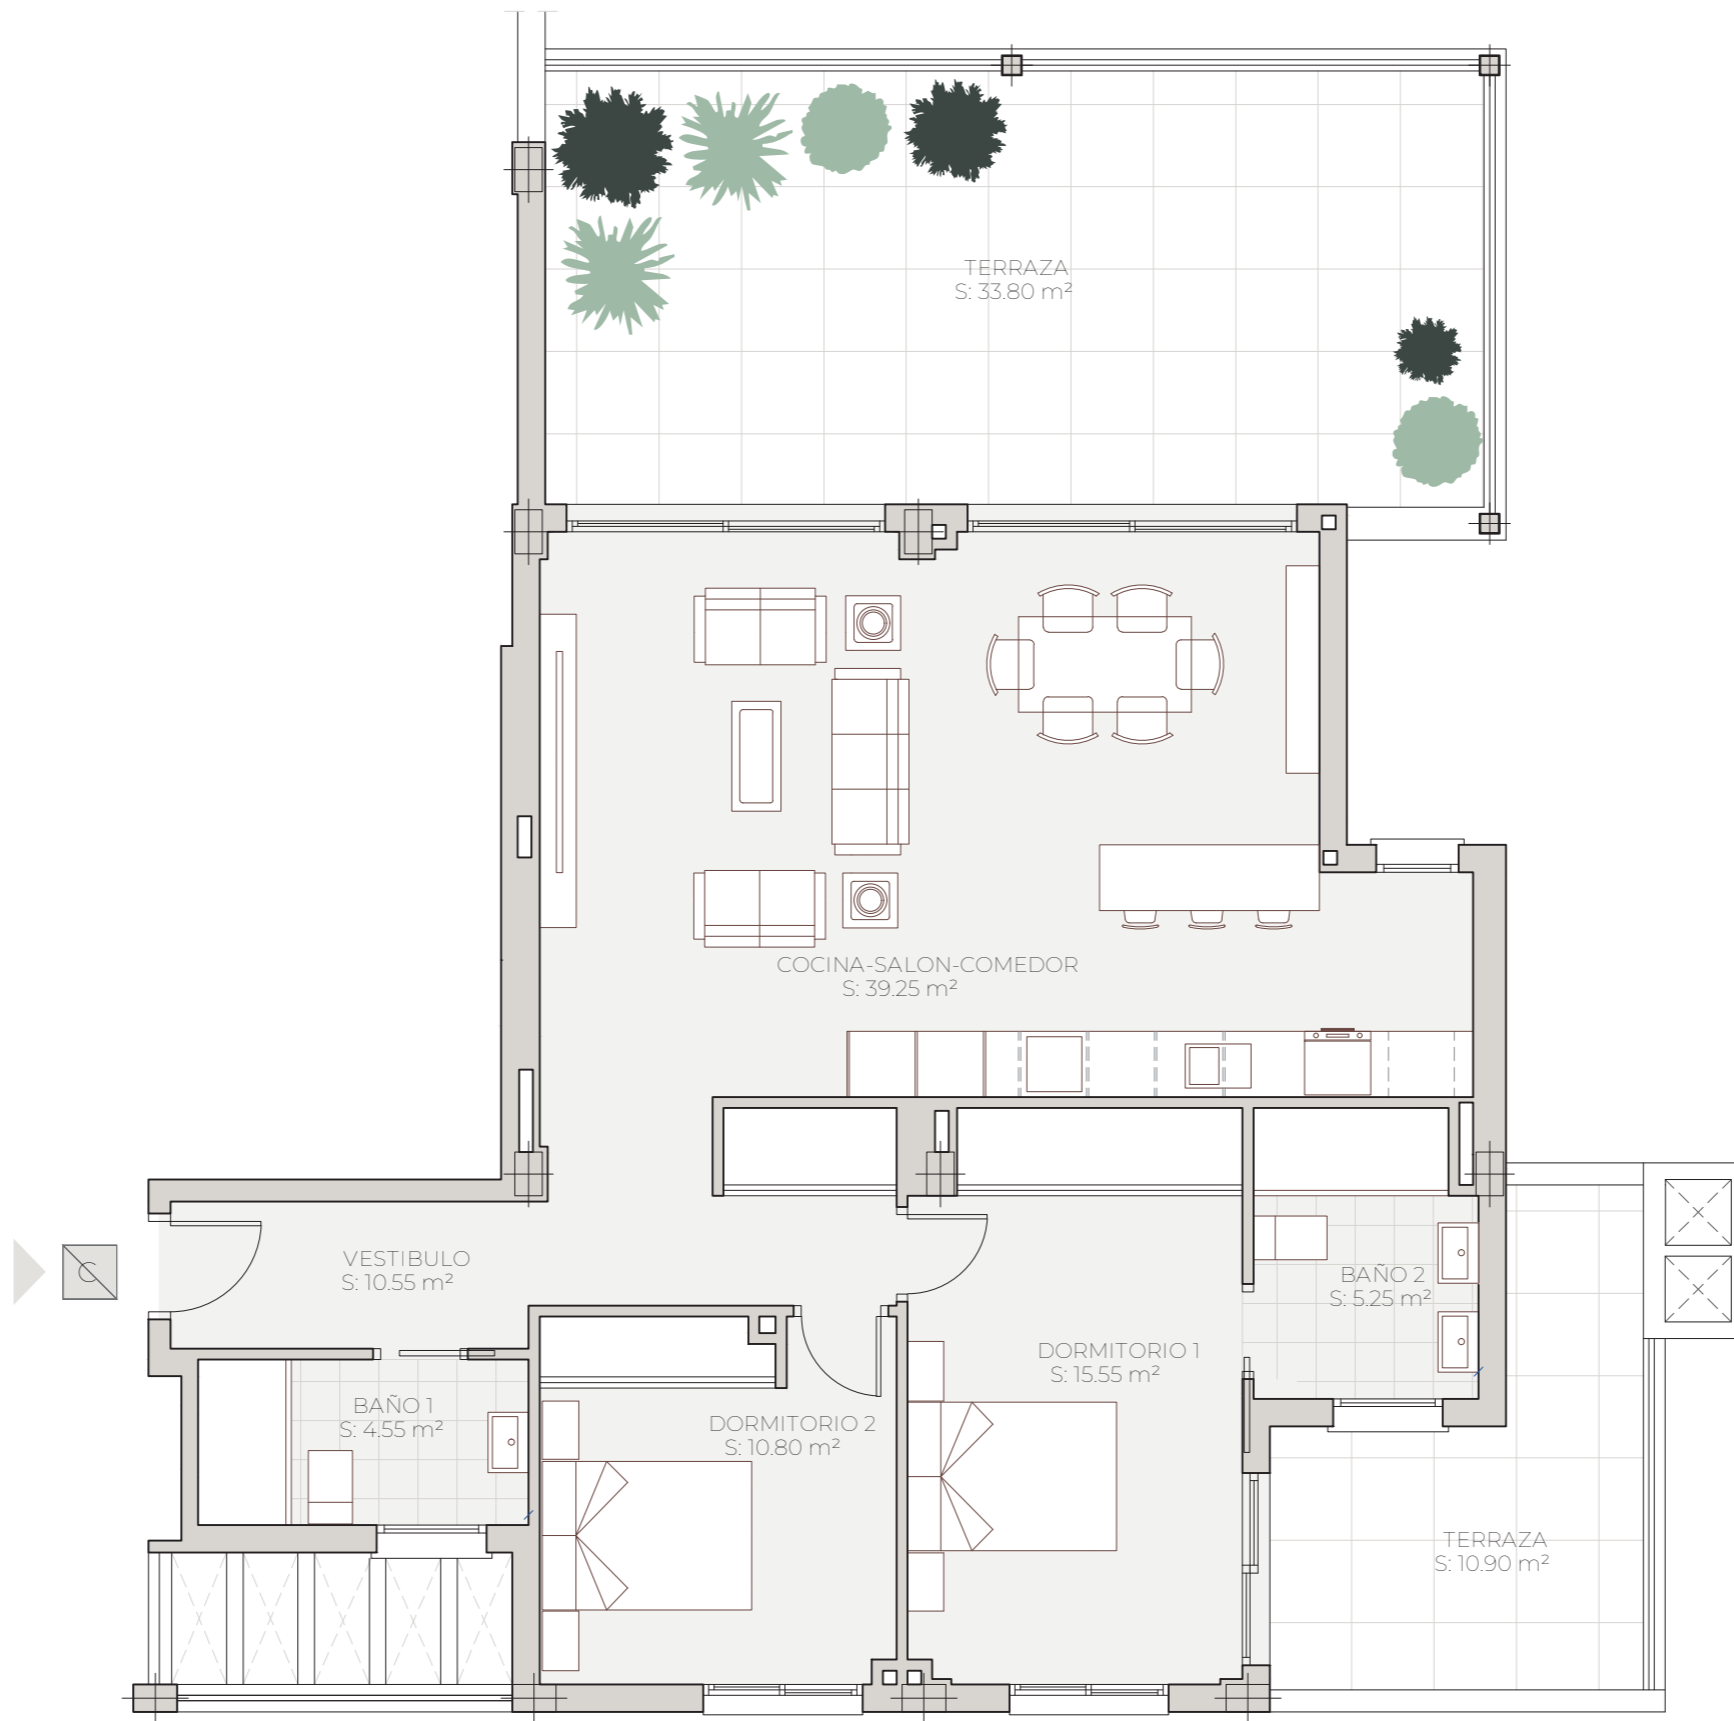 TERRAZA
S: 33.80 m²
COCINA-SALON-COMEDOR
S: 39.25 m²
VESTIBULO
S: 10.55 m²
C
BAÑO 2
S: 5.25 m²
DORMITORIO 1
S: 15.55 m²
BAÑO 1
S: 4.55 m²
DORMITORIO 2
S: 10.80 m²
TERRAZA
S: 10.90 m²